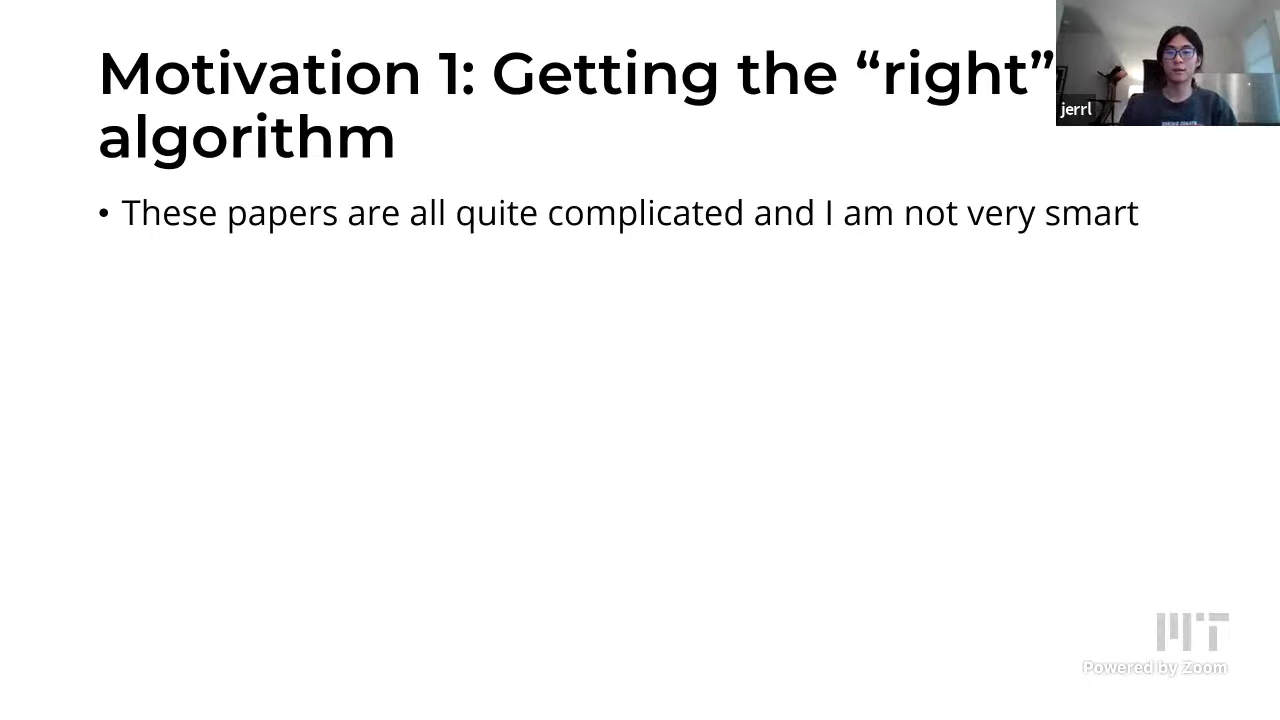 Motivation 1: Getting the “right”
algorithm
jerrl
• These papers are all quite complicated and I am not very smart
MIT
Powered by Zoom